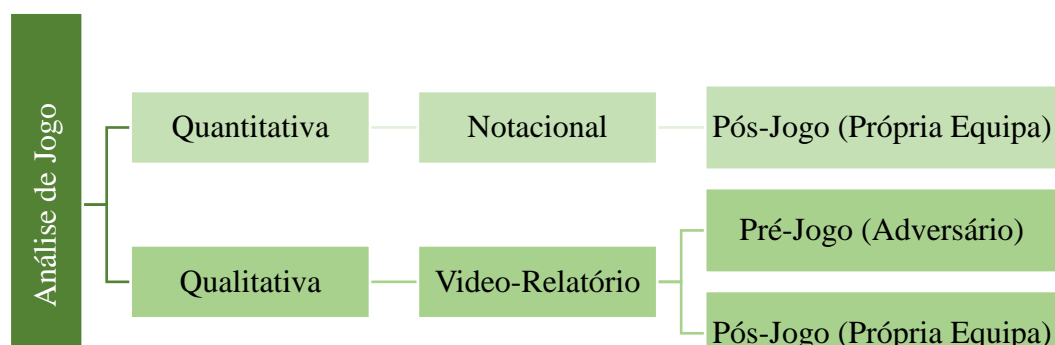 Análise de Jogo
Quantitativa
Notacional
Pós-Jogo (Própria Equipa)
Qualitativa
Video-Relatório
Pré-Jogo (Adversário)
Pós-Jogo (Própria Equipa)